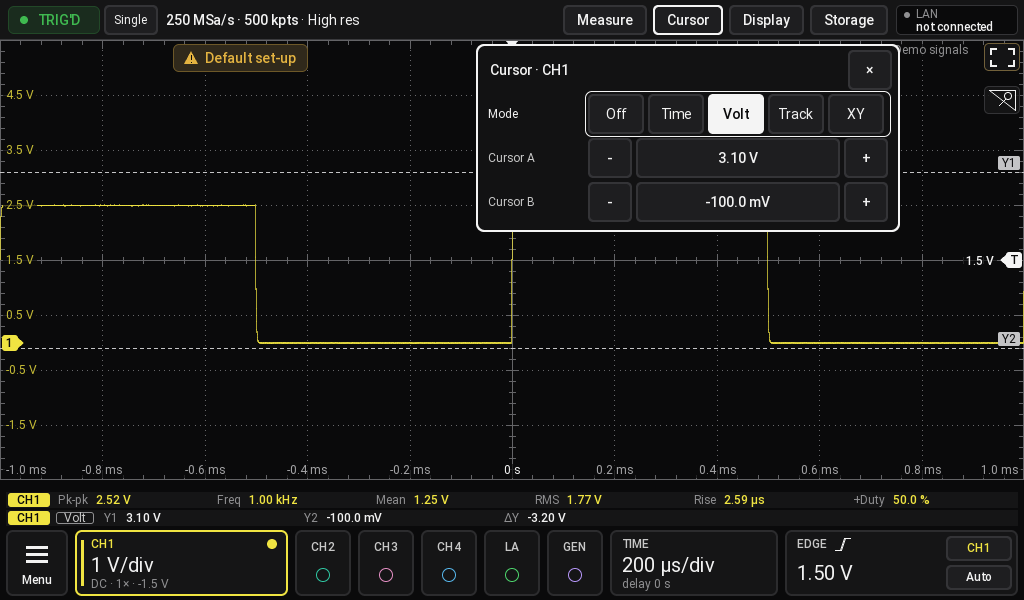 TRIG'D
Single
250 MSa/s · 500 kpts · High res
Measure
Cursor
Display
Storage
LAN
not connected
Default set-up
Demo signals
Cursor · CH1
×
Mode
Off
Time
Volt
Track
XY
Cursor A
-
3.10 V
+
Cursor B
-
-100.0 mV
+
4.5 V
3.5 V
2.5 V
1.5 V
0.5 V
-0.5 V
-1.5 V
Y1
1.5 V
T
1
Y2
-1.0 ms
-0.8 ms
-0.6 ms
-0.4 ms
-0.2 ms
0 s
0.2 ms
0.4 ms
0.6 ms
0.8 ms
1.0 ms
CH1 Pk-pk 2.52 V Freq 1.00 kHz Mean 1.25 V RMS 1.77 V Rise 2.59 µs +Duty 50.0 %
CH1 Volt Y1 3.10 V Y2 -100.0 mV ΔY -3.20 V
Menu
CH1
1 V/div
DC · 1× · -1.5 V
CH2
CH3
CH4
LA
GEN
TIME
200 µs/div
delay 0 s
EDGE
1.50 V
CH1
Auto